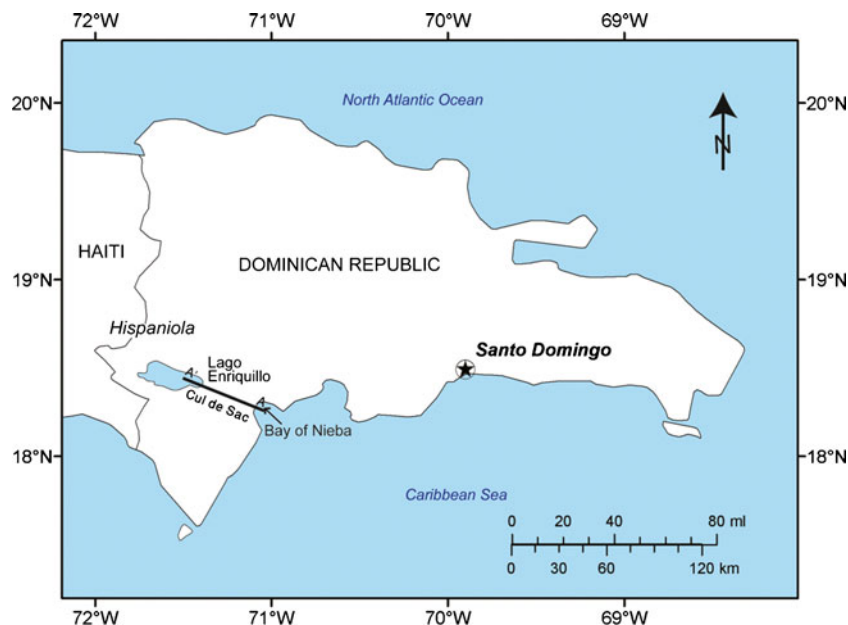 72°W 71°W 70°W 69°W
North Atlantic Ocean
20°N 20°N
N
HAITI
DOMINICAN REPUBLIC
19°N 19°N
Hispaniola
Santo Domingo
Lago
Enriquillo
A'
Cul de Sac
A
Bay of Nieba
18°N 18°N
Caribbean Sea
0 20 40 80 ml
0 30 60 120 km
72°W 71°W 70°W 69°W